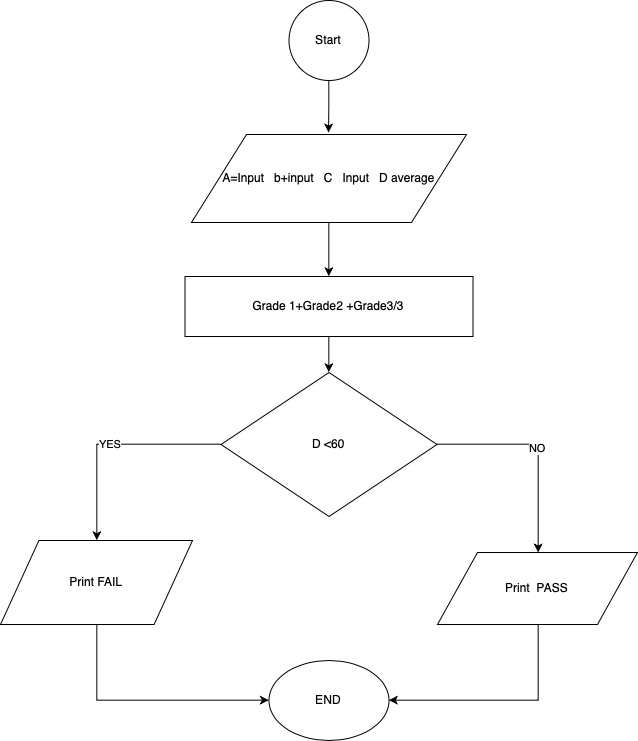 Start
A=Input b+input C Input D average
Grade 1+Grade2 +Grade3/3
D <60
YES
NO
Print FAIL
Print PASS
END